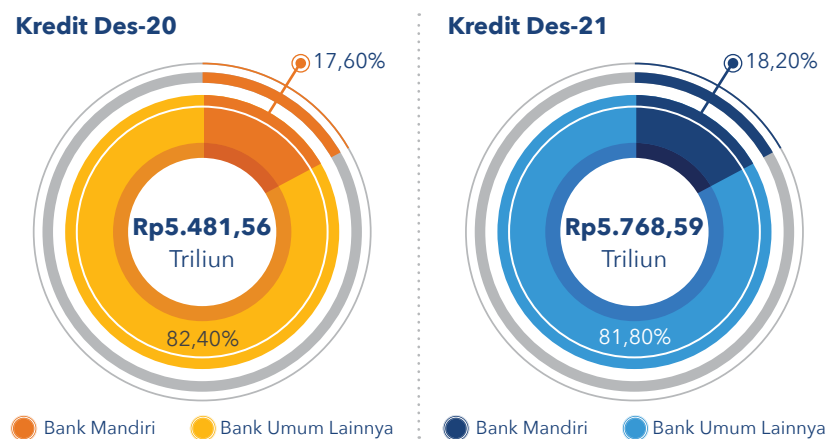 Kredit Des-20
17,60%
Rp5.481,56
Triliun
82,40%
Bank Mandiri
Bank Umum Lainnya
Kredit Des-21
18,20%
Rp5.768,59
Triliun
81,80%
Bank Mandiri
Bank Umum Lainnya